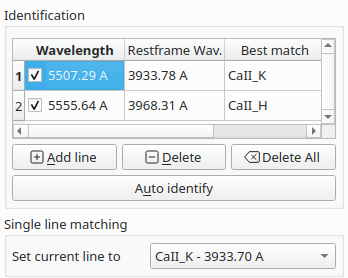 Identification
Wavelength Restframe Wav. Best match
1 5507.29 A 3933.78 A CaII_K
2 5555.64 A 3968.31 A CaII_H
Add line Delete Delete All
Auto identify
Single line matching
Set current line to CaII_K - 3933.70 A